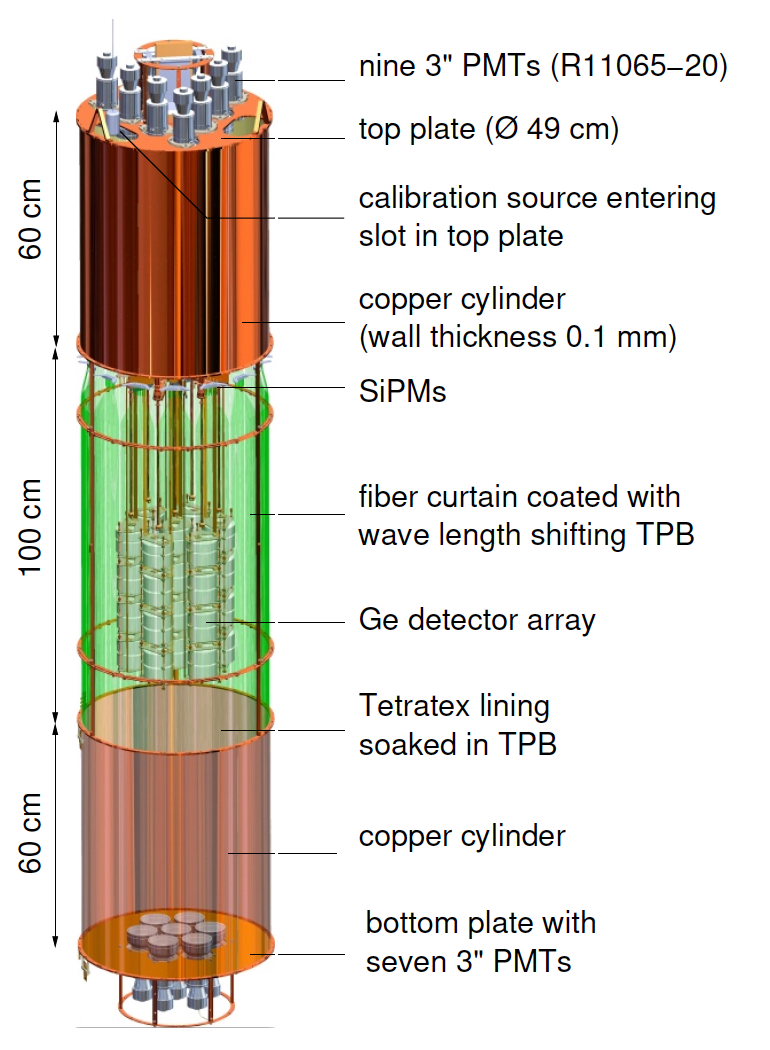 nine 3" PMTs (R11065−20)
top plate (Ø 49 cm)
calibration source entering
slot in top plate
60 cm
copper cylinder
(wall thickness 0.1 mm)
SiPMs
fiber curtain coated with
wave length shifting TPB
100 cm
Ge detector array
Tetratex lining
soaked in TPB
60 cm
copper cylinder
bottom plate with
seven 3" PMTs